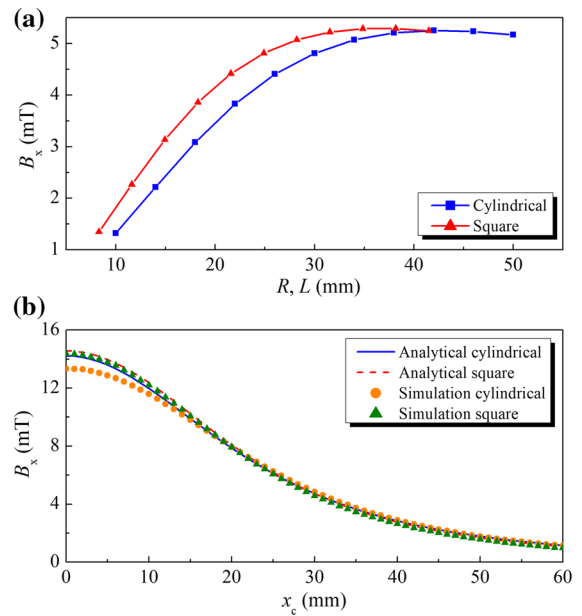 (a)
5
4
3
2
1
Bx (mT)
Cylindrical
Square
10 20 30 40 50
R, L (mm)
(b)
16
12
8
4
0
Bx (mT)
Analytical cylindrical
Analytical square
Simulation cylindrical
Simulation square
0 10 20 30 40 50 60
xc (mm)